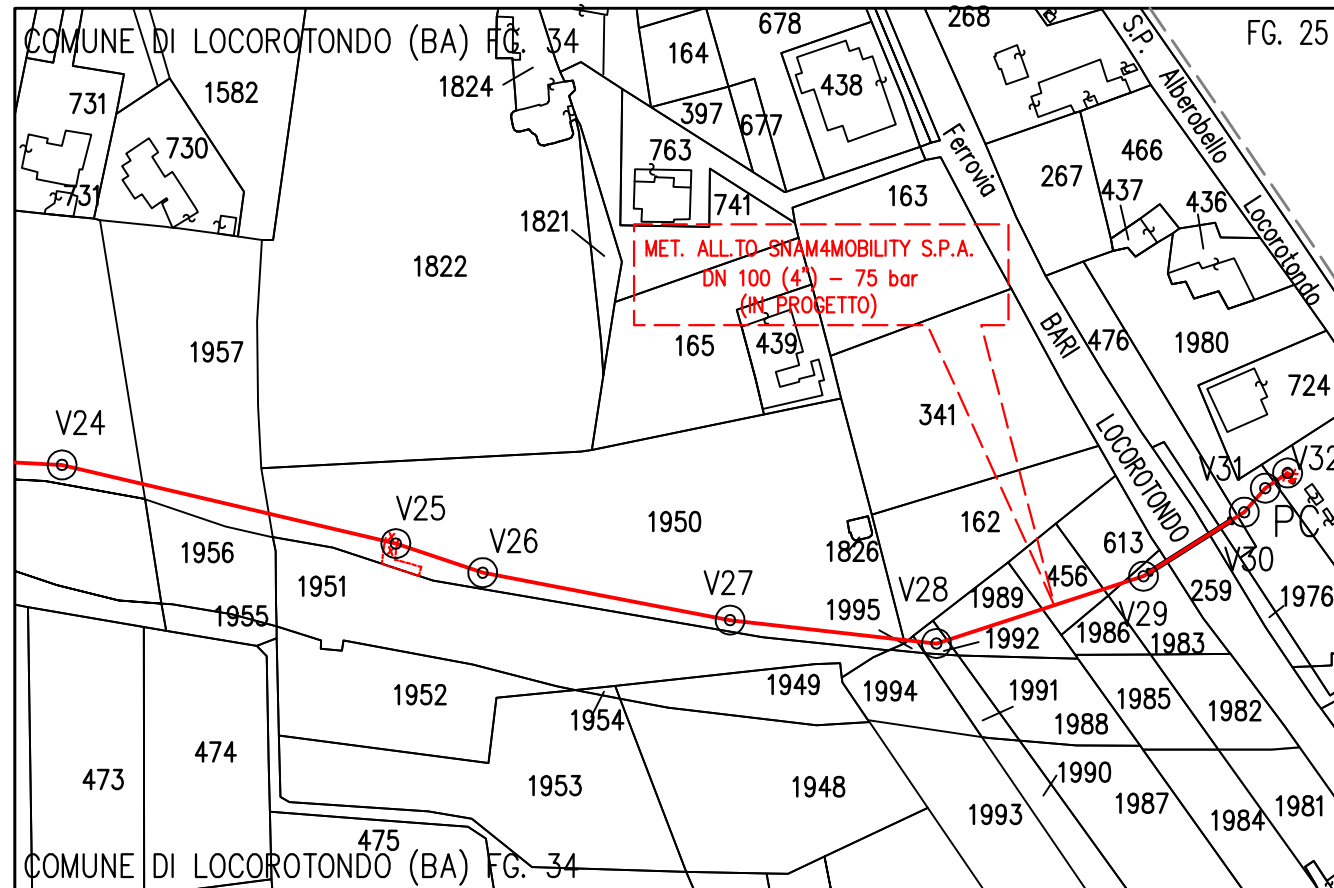 COMUNE DI LOCOROTONDO (BA) FG. 34
678
268
S.P.
FG. 25
164
1824
438
731
1582
397
677
Ferrovia
Alberobello
730
763
466
267
437
436
731
741
163
Locorotondo
1821
MET. ALL.TO SNAM4MOBILITY S.P.A.
DN 100 (4") – 75 bar
(IN PROGETTO)
1822
BARI
1957
165
439
476
1980
724
341
V24
LOCOROTONDO
V31
V32
V25
1950
162
PC
1956
V26
1826
613
V30
1951
456
V27
V28
1989
259
1955
1995
V29
1976
1992
1986
1983
1952
1949
1994
1991
1985
1954
1988
1982
474
473
1953
1948
1990
1993
1987
1984
1981
475
COMUNE DI LOCOROTONDO (BA) FG. 34